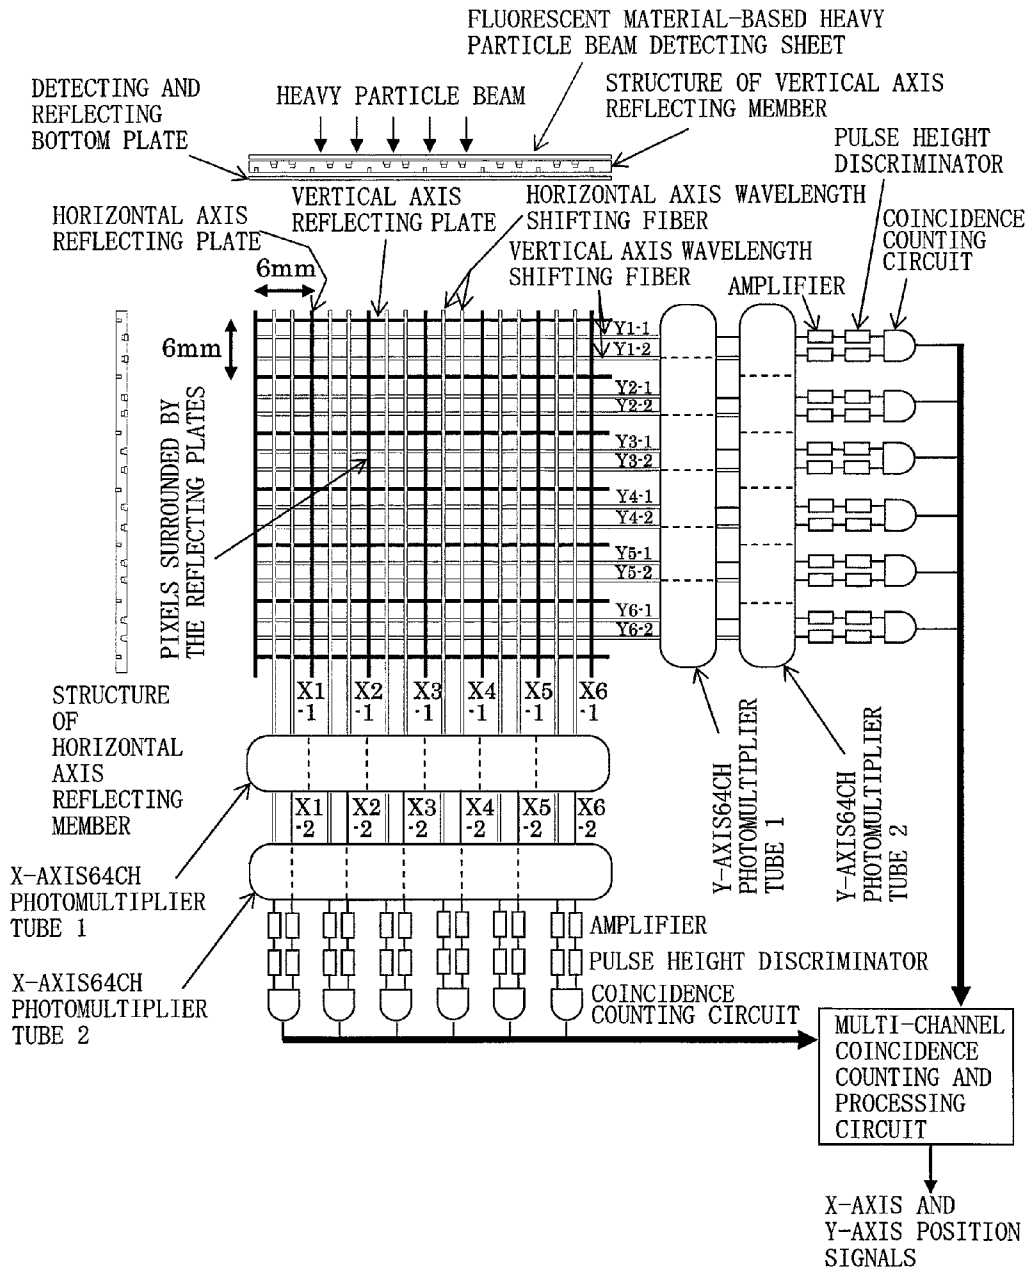 FLUORESCENT MATERIAL-BASED HEAVY
PARTICLE BEAM DETECTING SHEET
DETECTING AND
REFLECTING
BOTTOM PLATE
HEAVY PARTICLE BEAM
STRUCTURE OF VERTICAL AXIS
REFLECTING MEMBER
PULSE HEIGHT
DISCRIMINATOR
HORIZONTAL AXIS
REFLECTING PLATE
VERTICAL AXIS
REFLECTING PLATE
HORIZONTAL AXIS WAVELENGTH
SHIFTING FIBER
VERTICAL AXIS WAVELENGTH
SHIFTING FIBER
COINCIDENCE
COUNTING
CIRCUIT
AMPLIFIER
6mm
6mm
PIXELS SURROUNDED BY
THE REFLECTING PLATES
Y1-1
Y1-2
Y2-1
Y2-2
Y3-1
Y3-2
Y4-1
Y4-2
Y5-1
Y5-2
Y6-1
Y6-2
X1 X2 X3 X4 X5 X6
-1 -1 -1 -1 -1 -1
STRUCTURE
OF
HORIZONTAL
AXIS
REFLECTING
MEMBER
X1 X2 X3 X4 X5 X6
-2 -2 -2 -2 -2 -2
Y-AXIS64CH
PHOTOMULTIPLIER
TUBE 1
Y-AXIS64CH
PHOTOMULTIPLIER
TUBE 2
X-AXIS64CH
PHOTOMULTIPLIER
TUBE 1
X-AXIS64CH
PHOTOMULTIPLIER
TUBE 2
AMPLIFIER
PULSE HEIGHT DISCRIMINATOR
COINCIDENCE
COUNTING CIRCUIT
MULTI-CHANNEL
COINCIDENCE
COUNTING AND
PROCESSING
CIRCUIT
X-AXIS AND
Y-AXIS POSITION
SIGNALS